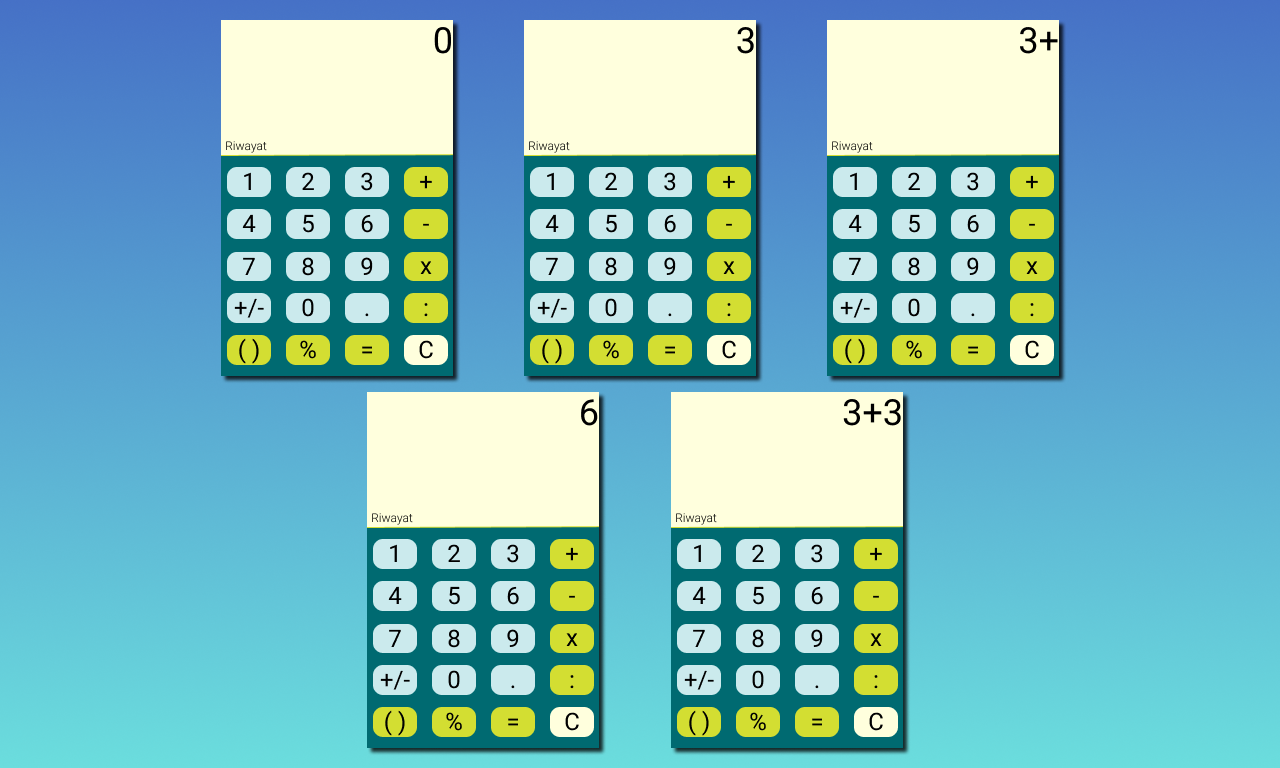 0
Riwayat
1 2 3 +
4 5 6 -
7 8 9 x
+/- 0 . :
( ) % = C
3
Riwayat
1 2 3 +
4 5 6 -
7 8 9 x
+/- 0 . :
( ) % = C
3+
Riwayat
1 2 3 +
4 5 6 -
7 8 9 x
+/- 0 . :
( ) % = C
6
Riwayat
1 2 3 +
4 5 6 -
7 8 9 x
+/- 0 . :
( ) % = C
3+3
Riwayat
1 2 3 +
4 5 6 -
7 8 9 x
+/- 0 . :
( ) % = C